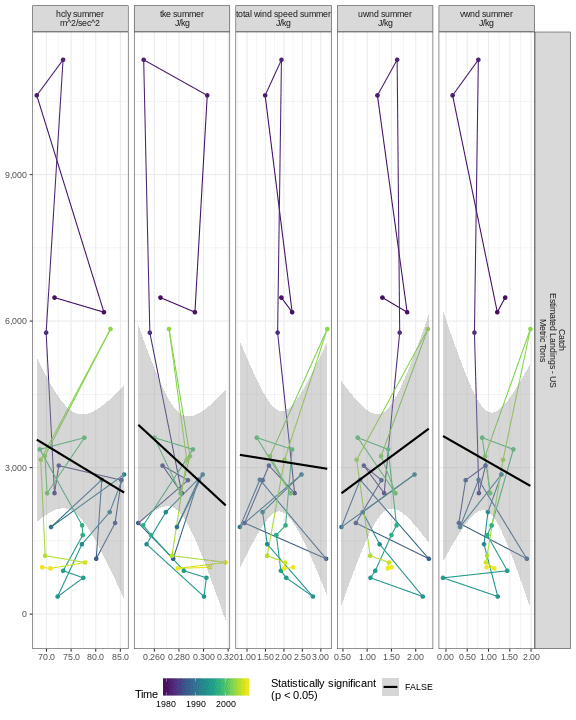 hcly summer
m^2/sec^2
tke summer
J/kg
total wind speed summer
J/kg
uwnd summer
J/kg
vwnd summer
J/kg
9,000
6,000
3,000
0
Catch
Estimated Landings - US
Metric Tons
70.0 75.0 80.0 85.0
0.260 0.280 0.300 0.320
1.00 1.50 2.00 2.50 3.00
0.50 1.00 1.50 2.00
0.00 0.50 1.00 1.50 2.00
Time
1980 1990 2000
Statistically significant
(p < 0.05)
FALSE